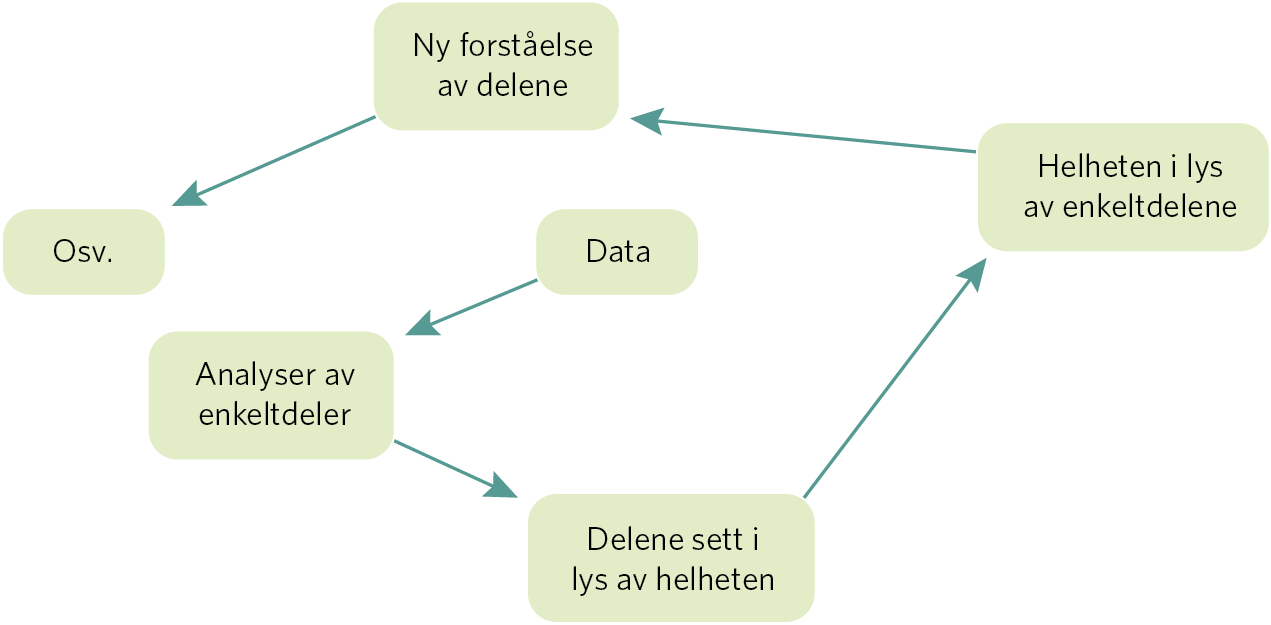 Ny forståelse
av delene
Helheten i lys
av enkeltdelene
Osv.
Data
Analyser av
enkeltdeler
Delene sett i
lys av helheten